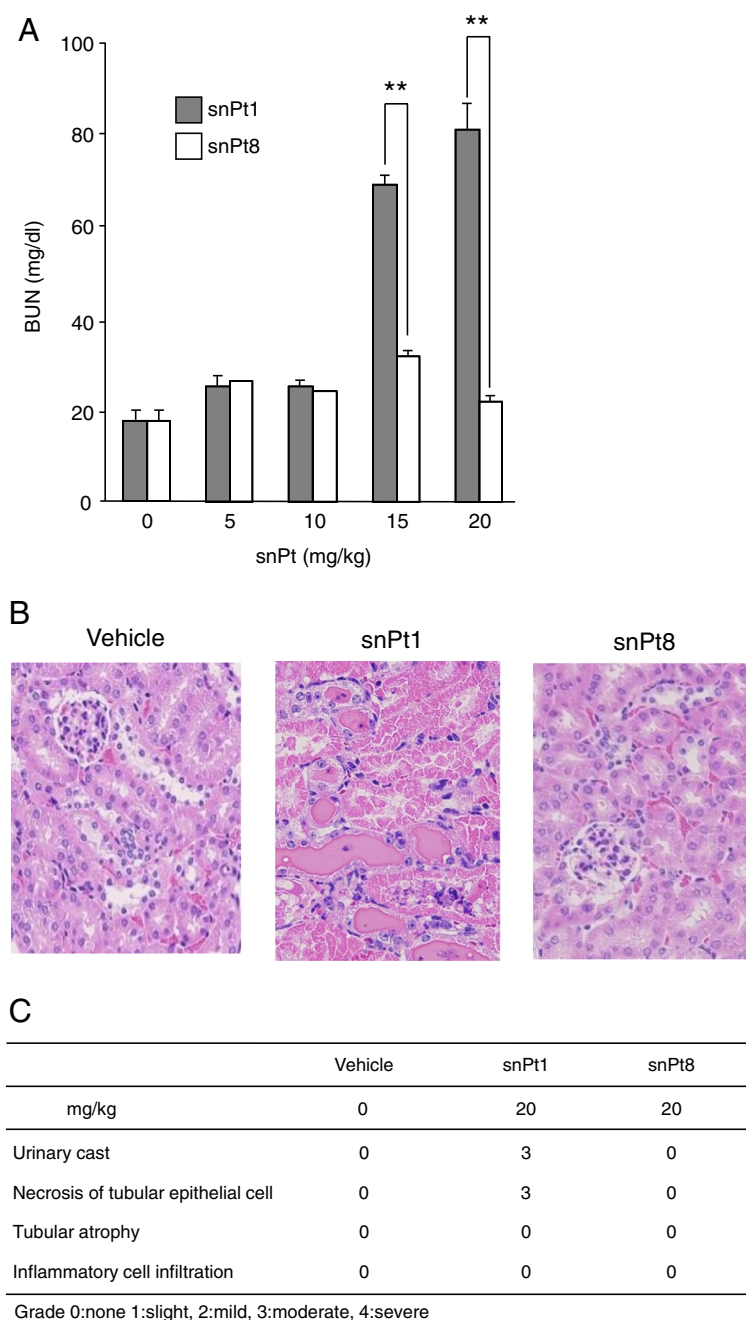 A
100
80
60
40
20
0
BUN (mg/dl)
snPt1
snPt8
**
**
0 5 10 15 20
snPt (mg/kg)
B
Vehicle snPt1 snPt8
C
Vehicle snPt1 snPt8
mg/kg 0 20 20
Urinary cast 0 3 0
Necrosis of tubular epithelial cell 0 3 0
Tubular atrophy 0 0 0
Inflammatory cell infiltration 0 0 0
Grade 0:none 1:slight, 2:mild, 3:moderate, 4:severe